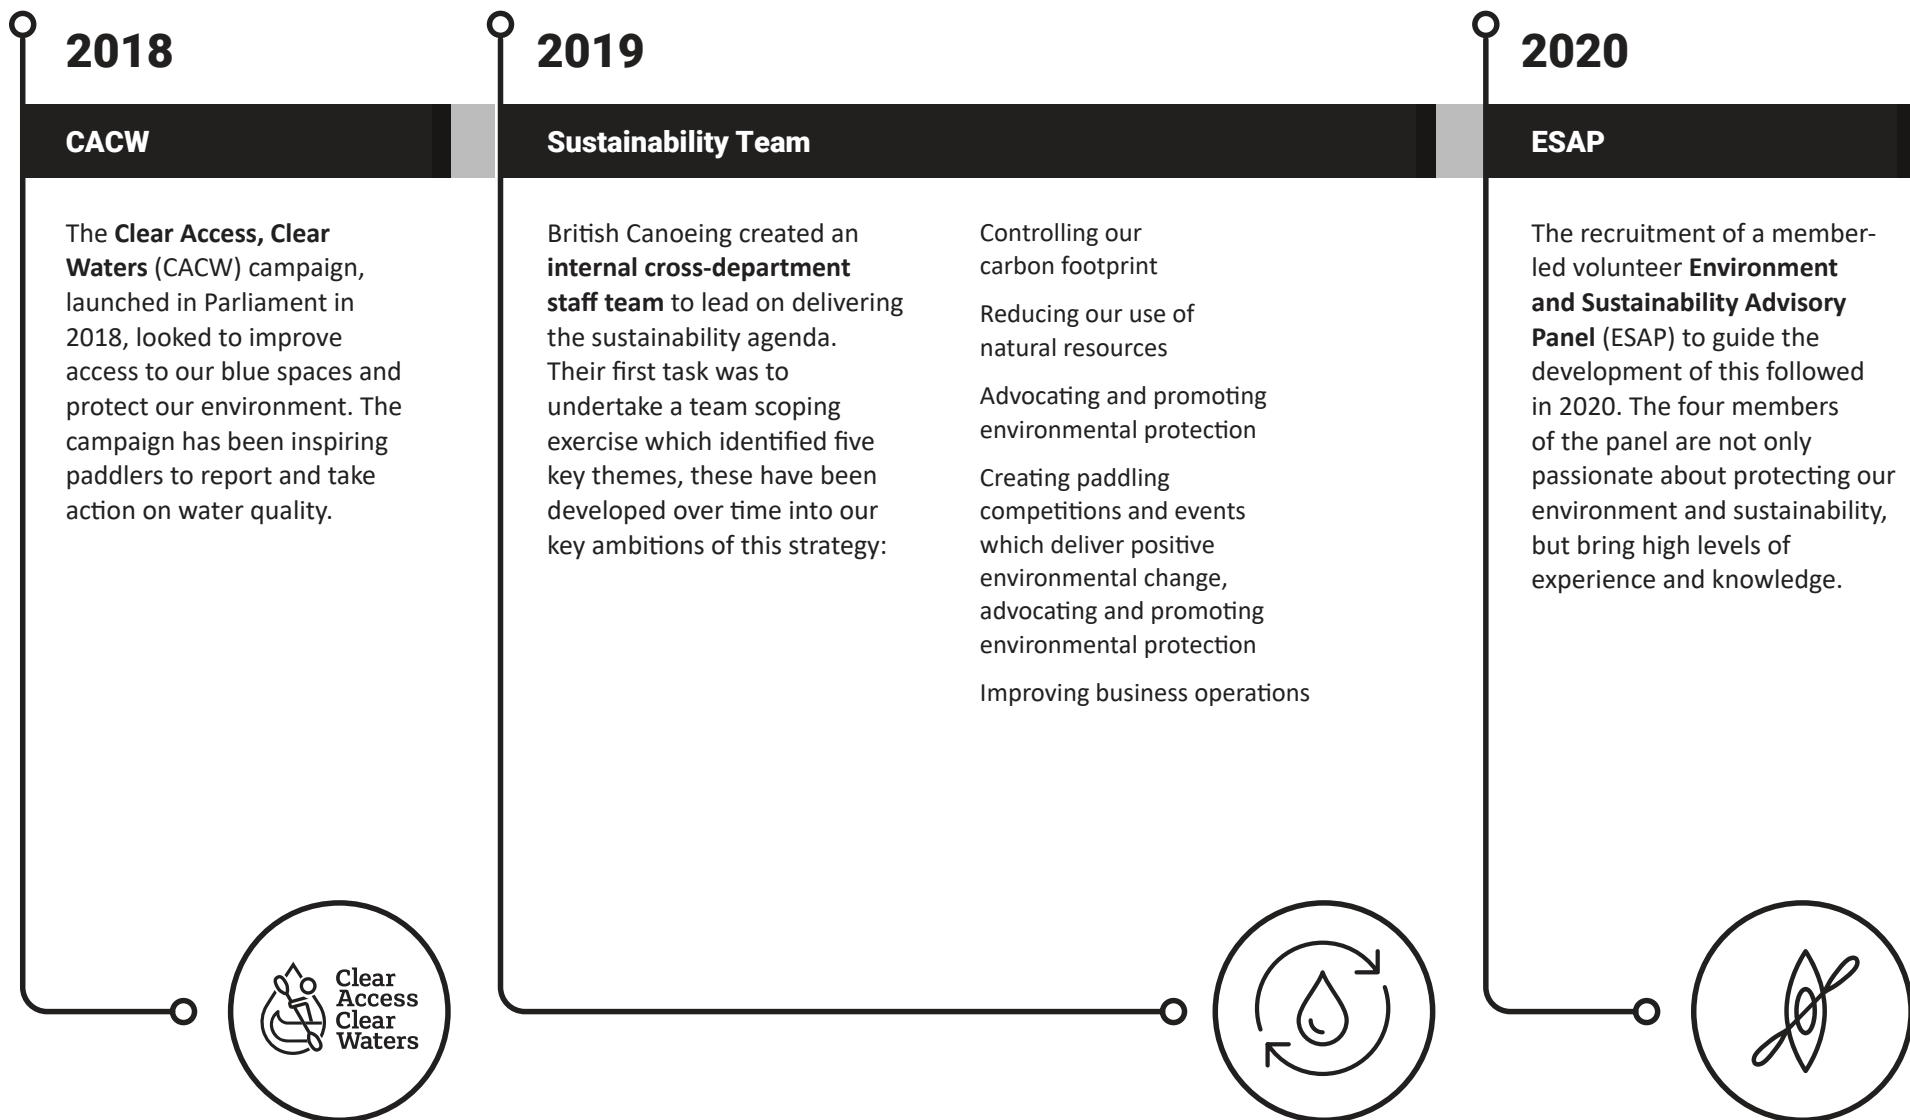 2018
CACW
The Clear Access, Clear
Waters (CACW) campaign,
launched in Parliament in
2018, looked to improve
access to our blue spaces and
protect our environment. The
campaign has been inspiring
paddlers to report and take
action on water quality.
Clear
Access
Clear
Waters
2019
Sustainability Team
British Canoeing created an
internal cross-department
staff team to lead on delivering
the sustainability agenda.
Their first task was to
undertake a team scoping
exercise which identified five
key themes, these have been
developed over time into our
key ambitions of this strategy:
Controlling our
carbon footprint
Reducing our use of
natural resources
Advocating and promoting
environmental protection
Creating paddling
competitions and events
which deliver positive
environmental change,
advocating and promoting
environmental protection
Improving business operations
2020
ESAP
The recruitment of a member-
led volunteer Environment
and Sustainability Advisory
Panel (ESAP) to guide the
development of this followed
in 2020. The four members
of the panel are not only
passionate about protecting our
environment and sustainability,
but bring high levels of
experience and knowledge.